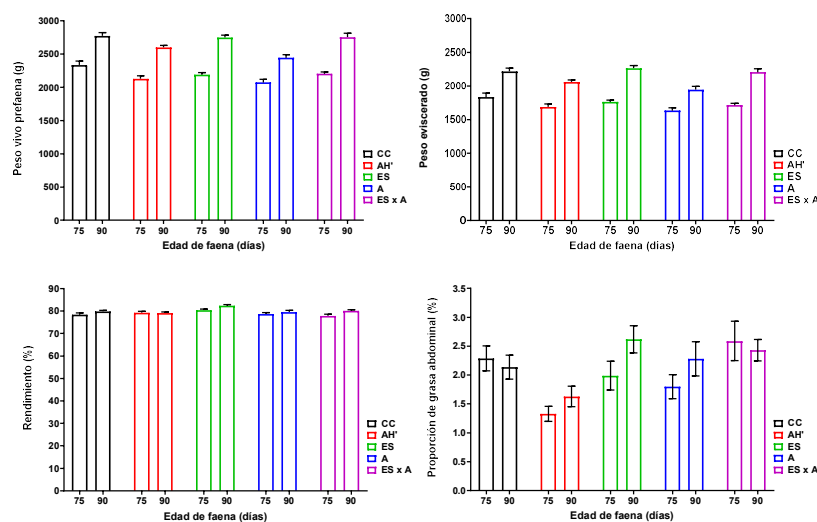 Peso vivo prefaena (g)
3000
2500
2000
1500
1000
500
0
75 90 75 90 75 90 75 90 75 90
Edad de faena (días)
CC
AH'
ES
A
ES x A
Peso eviscerado (g)
3000
2500
2000
1500
1000
500
0
75 90 75 90 75 90 75 90 75 90
Edad de faena (días)
CC
AH'
ES
A
ES x A
Rendimiento (%)
90
80
70
60
50
40
30
20
10
0
75 90 75 90 75 90 75 90 75 90
Edad de faena (días)
CC
AH'
ES
A
ES x A
Proporción de grasa abdominal (%)
3.5
3.0
2.5
2.0
1.5
1.0
0.5
0.0
75 90 75 90 75 90 75 90 75 90
Edad de faena (días)
CC
AH'
ES
A
ES x A